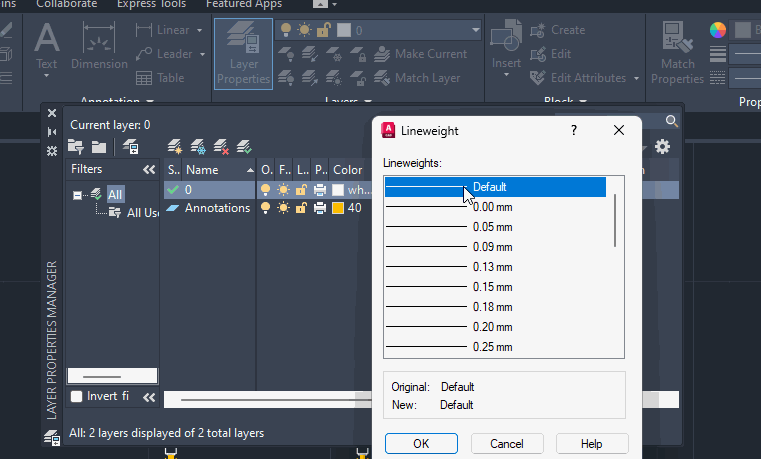 ins Collaborate Express Tools Featured Apps
Text
Dimension
Linear
Leader
Table
Annotation
Layer
Properties
0
Make Current
Match Layer
Layers
Insert
Create
Edit
Edit Attributes
Block
Match
Properties
B
Prop
Current layer: 0
Filters
All
All Use
Invert fi
S.. Name O. F.. L.. P.. Color
0 wh...
Annotations 40
n
All: 2 layers displayed of 2 total layers
LAYER PROPERTIES MANAGER
A
CAD
Lineweight
?
Lineweights:
Default
0.00 mm
0.05 mm
0.09 mm
0.13 mm
0.15 mm
0.18 mm
0.20 mm
0.25 mm
Original: Default
New: Default
OK Cancel Help